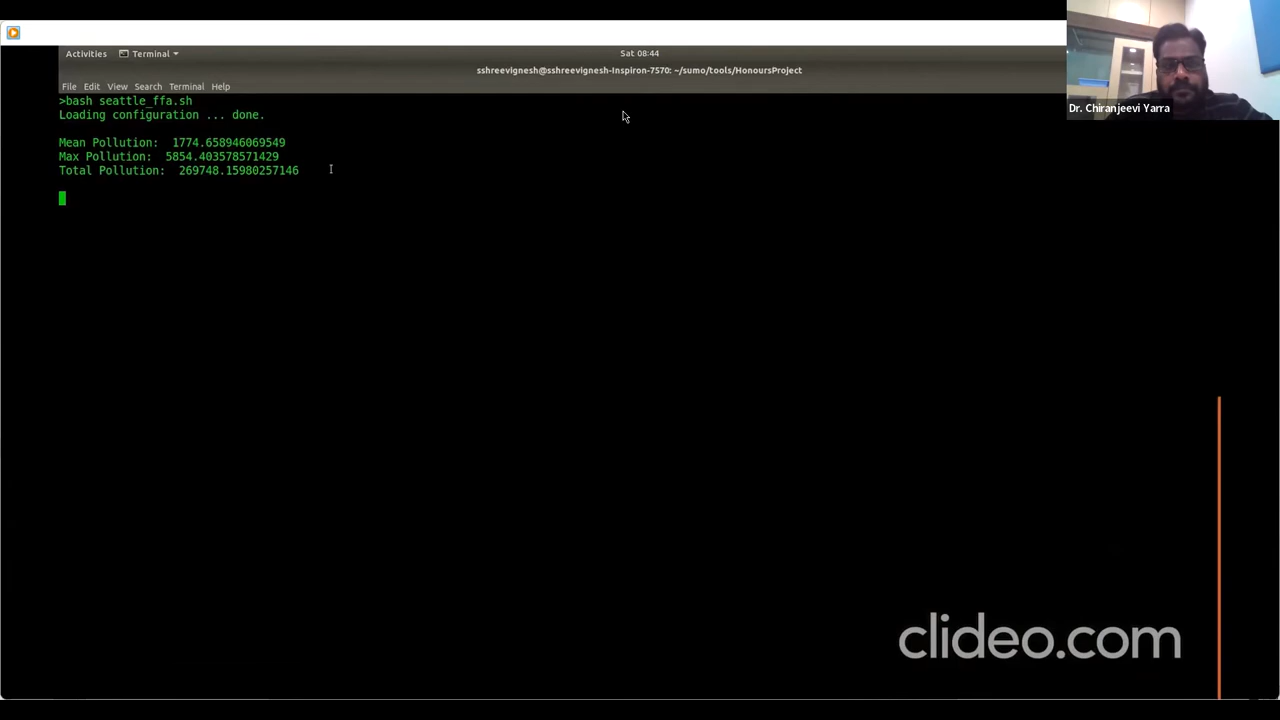 Activities Terminal Sat 08:44
sshreevignesh@sshreevignesh-Inspiron-7570: ~/sumo/tools/HonoursProject
File Edit View Search Terminal Help
>bash seattle_ffa.sh
Loading configuration ... done.
Mean Pollution:  1774.658946069549
Max Pollution:  5854.403578571429
Total Pollution:  269748.15980257146
Dr. Chiranjeevi Yarra
clideo.com